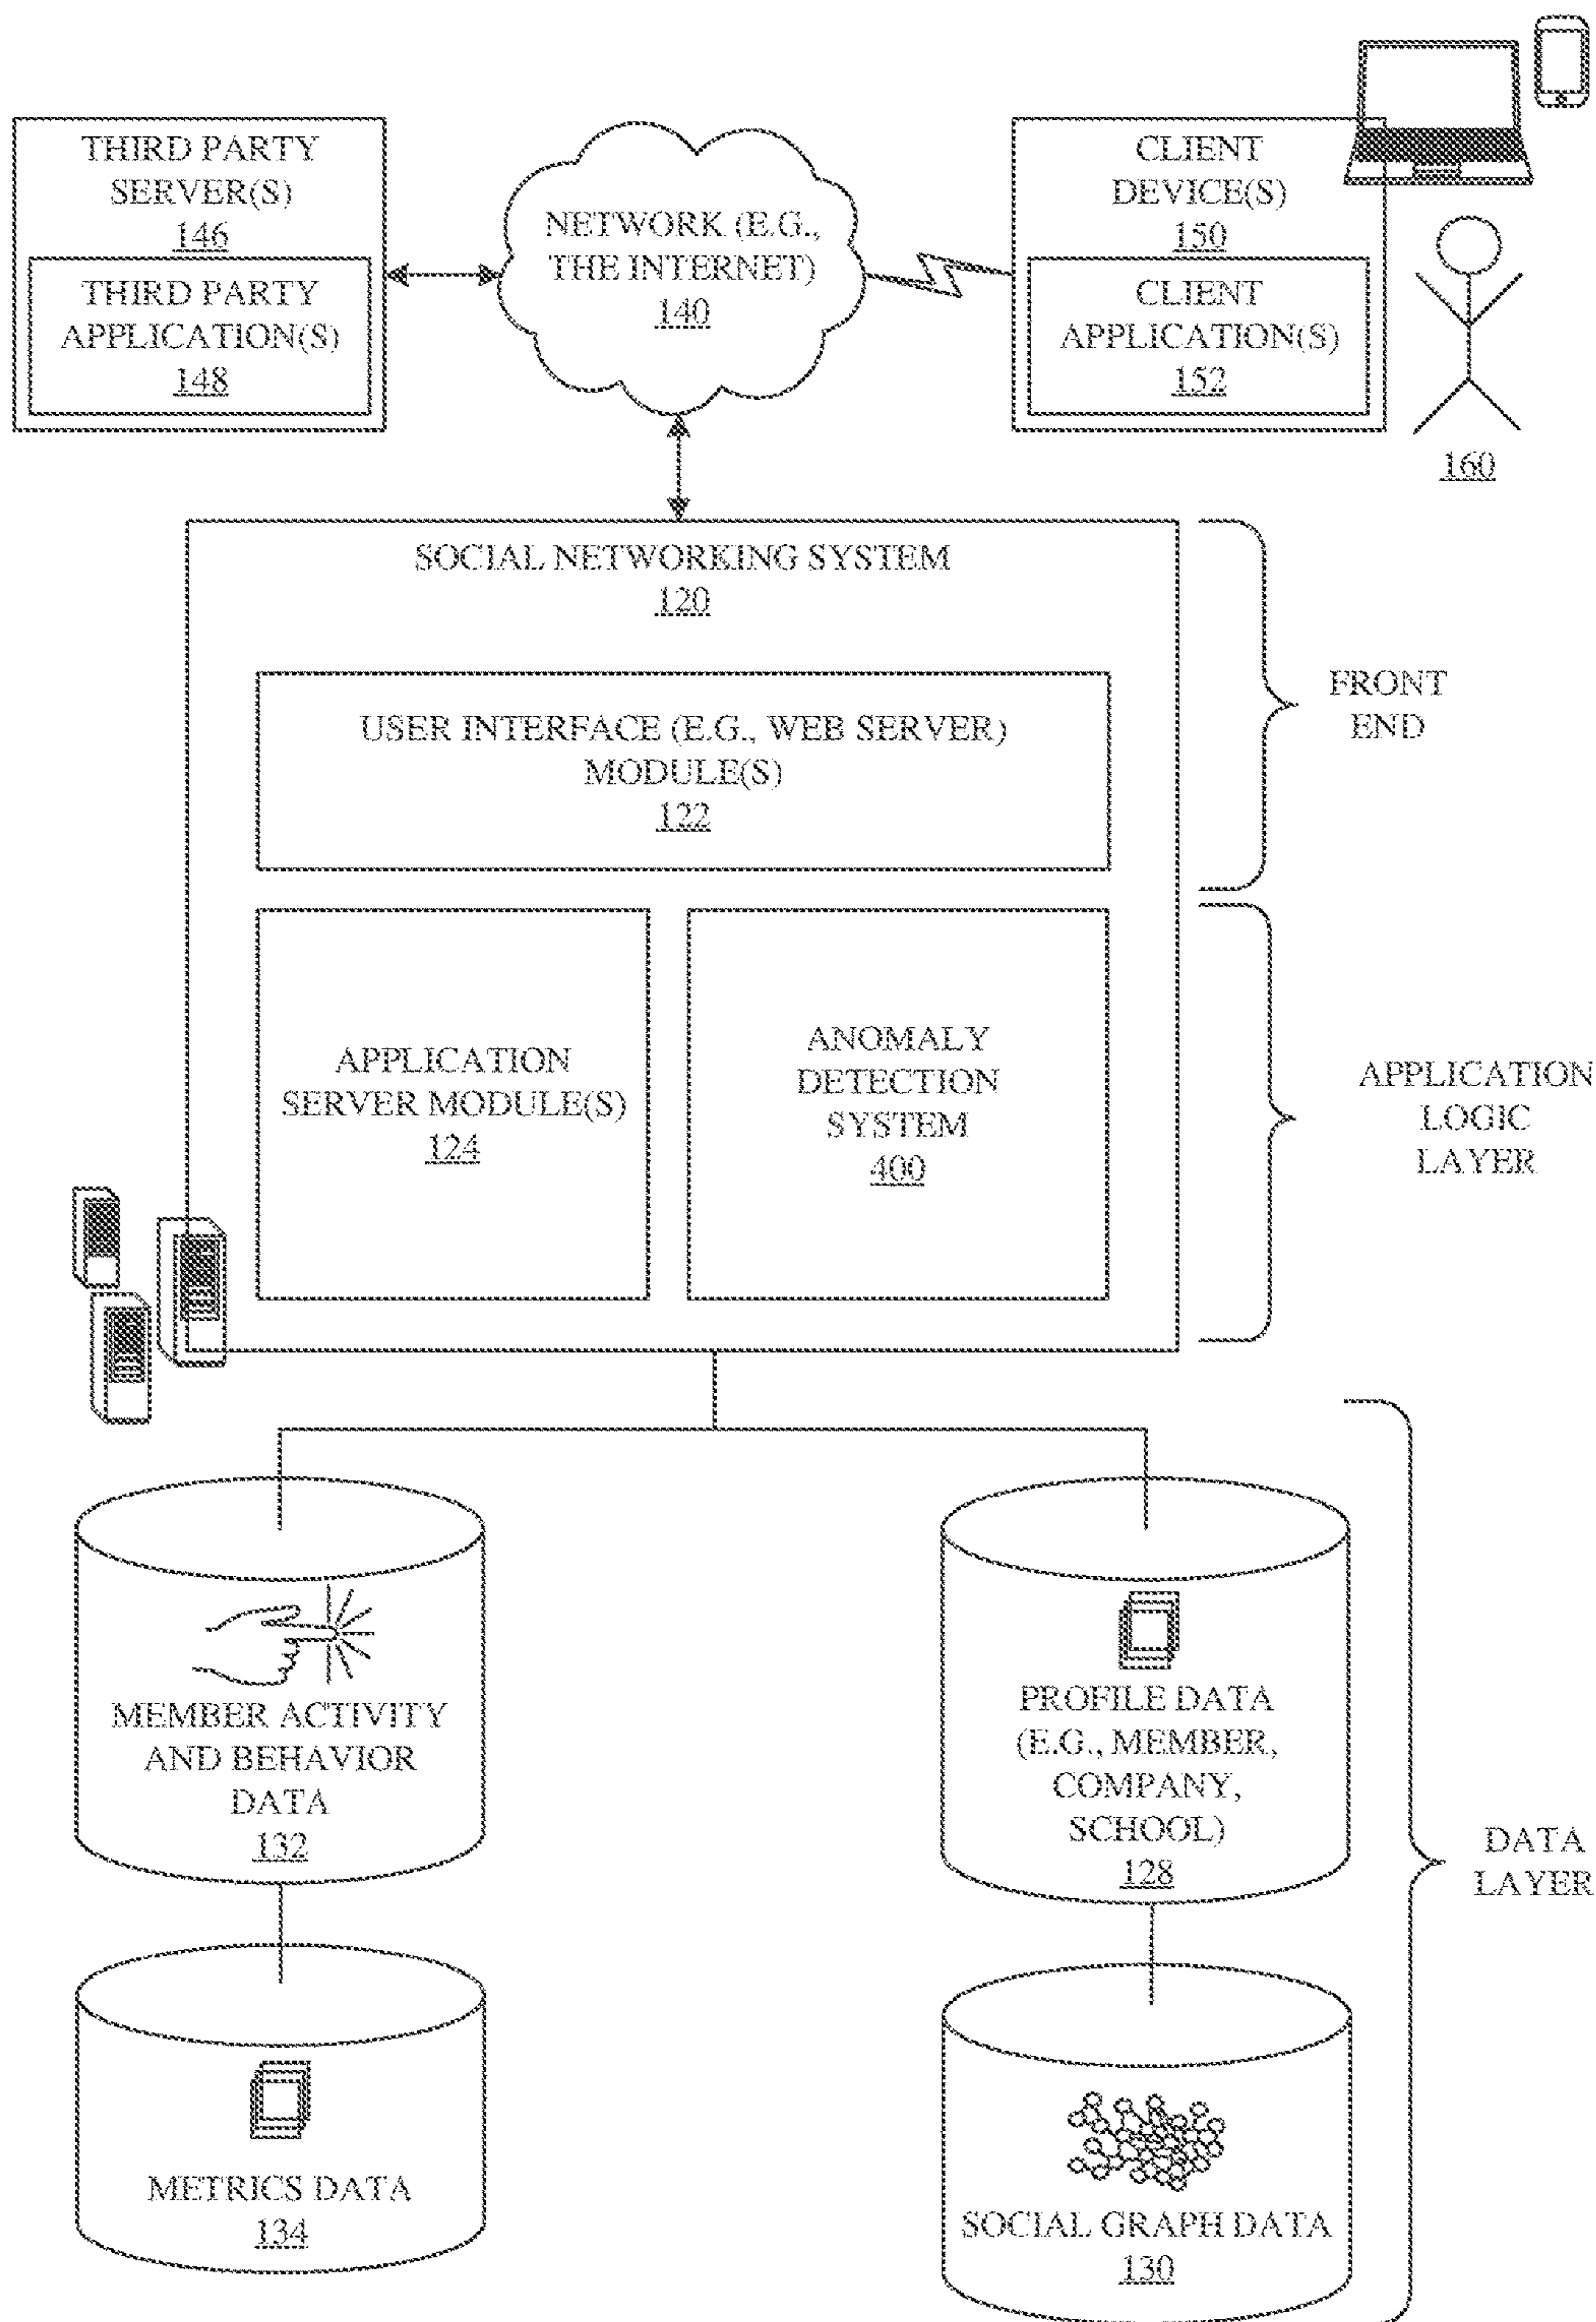 THIRD PARTY
SERVER(S)
146
THIRD PARTY
APPLICATION(S)
148
NETWORK (E.G.,
THE INTERNET)
140
CLIENT
DEVICE(S)
150
CLIENT
APPLICATION(S)
152
160
SOCIAL NETWORKING SYSTEM
120
USER INTERFACE (E.G., WEB SERVER)
MODULE(S)
122
FRONT
END
APPLICATION
SERVER MODULE(S)
124
ANOMALY
DETECTION
SYSTEM
400
APPLICATION
LOGIC
LAYER
MEMBER ACTIVITY
AND BEHAVIOR
DATA
132
PROFILE DATA
(E.G., MEMBER,
COMPANY,
SCHOOL)
128
DATA
LAYER
METRICS DATA
134
SOCIAL GRAPH DATA
130